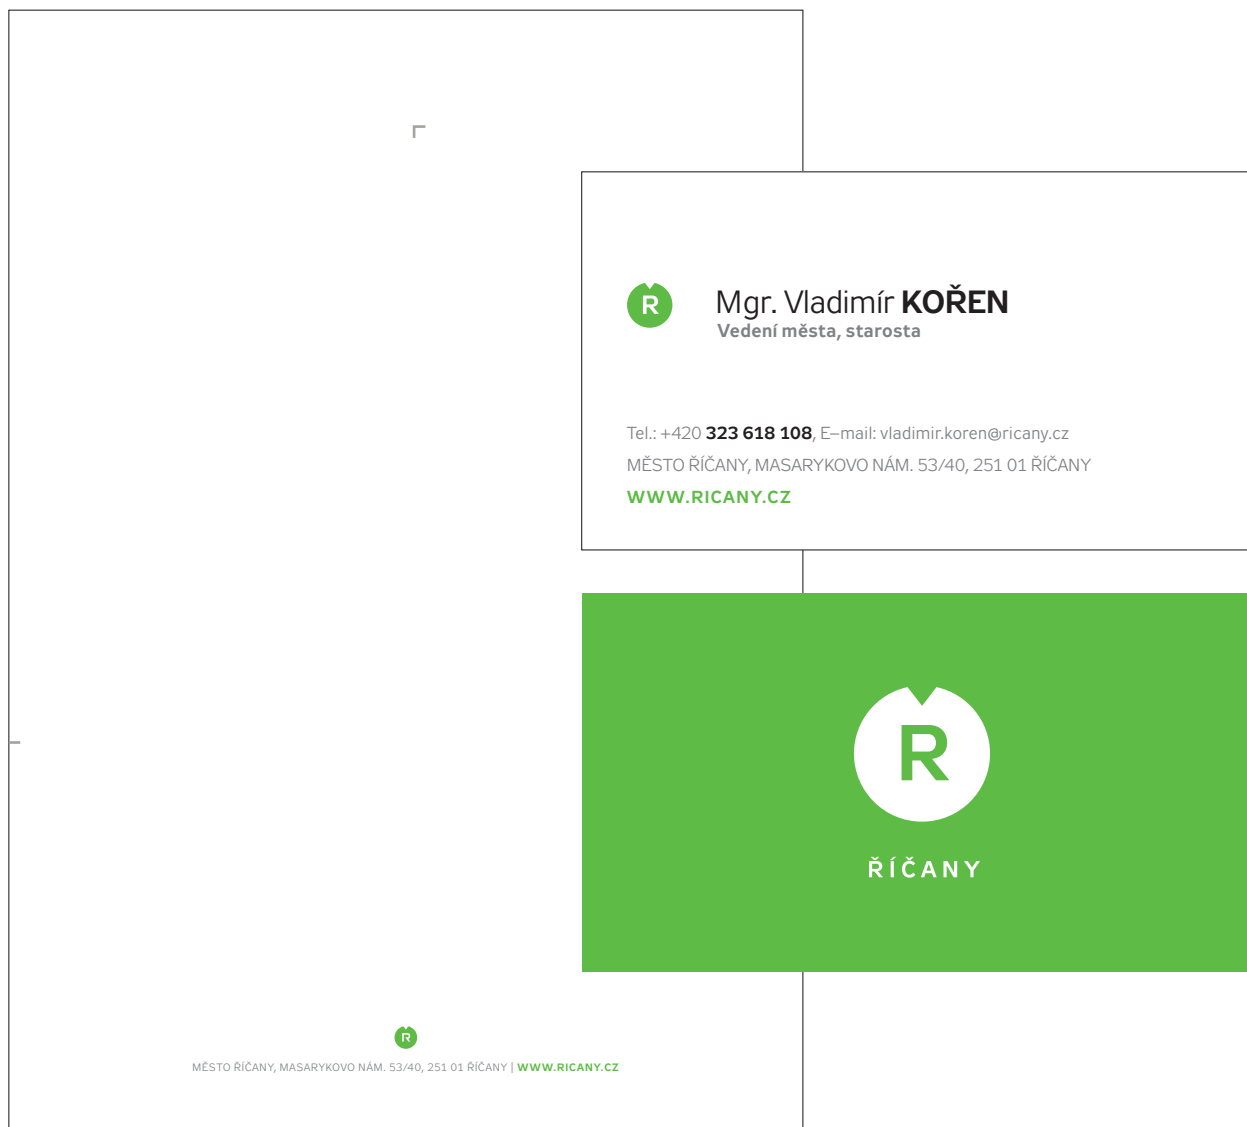 R
Mgr. Vladimír KOŘEN
Vedení města, starosta
Tel.: +420 323 618 108, E–mail: vladimir.koren@ricany.cz
MĚSTO ŘÍČANY, MASARYKOVO NÁM. 53/40, 251 01 ŘÍČANY
WWW.RICANY.CZ
R
ŘÍČANY
R
MĚSTO ŘÍČANY, MASARYKOVO NÁM. 53/40, 251 01 ŘÍČANY | WWW.RICANY.CZ